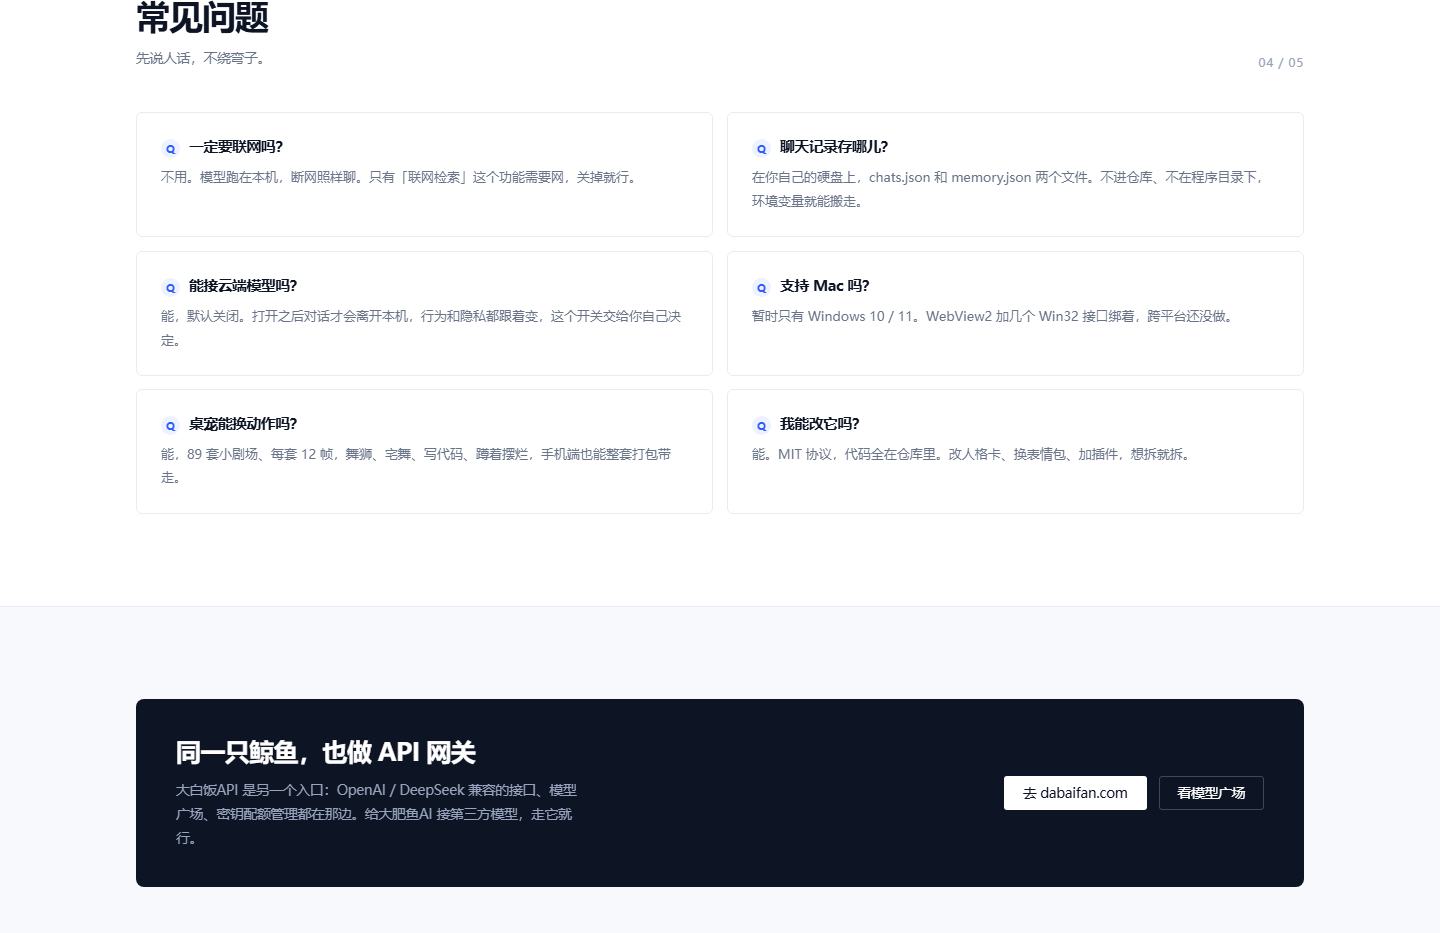 常见问题
先说人话，不绕弯子。
04 / 05
Q 一定要联网吗？
不用。模型跑在本机，断网照样聊。只有「联网检索」这个功能需要网，关掉就行。
Q 聊天记录存哪儿？
在你自己的硬盘上，chats.json 和 memory.json 两个文件。不进仓库、不在程序目录下，
环境变量就能搬走。
Q 能接云端模型吗？
能，默认关闭。打开之后对话才会离开本机，行为和隐私都跟着变，这个开关交给你自己决
定。
Q 支持 Mac 吗？
暂时只有 Windows 10 / 11。WebView2 加几个 Win32 接口绑着，跨平台还没做。
Q 桌宠能换动作吗？
能，89 套小剧场、每套 12 帧，舞狮、宅舞、写代码、蹲着摆烂，手机端也能整套打包带
走。
Q 我能改它吗？
能。MIT 协议，代码全在仓库里。改人格卡、换表情包、加插件，想拆就拆。
同一只鲸鱼，也做 API 网关
大白饭API 是另一个入口：OpenAI / DeepSeek 兼容的接口、模型
广场、密钥配额管理都在那边。给大肥鱼AI 接第三方模型，走它就
行。
去 dabaifan.com
看模型广场